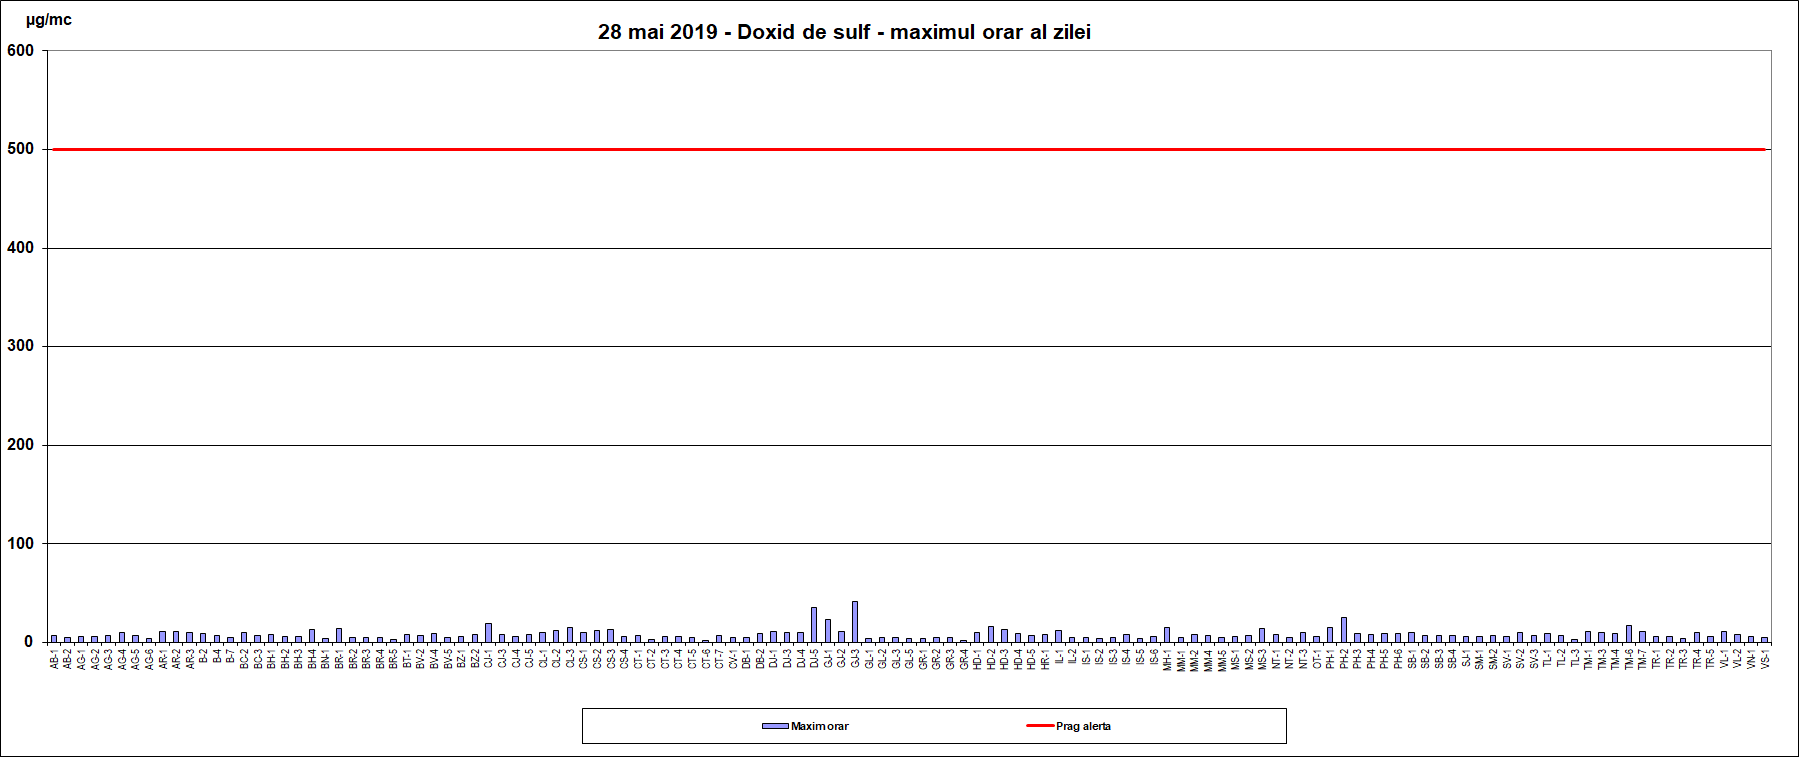 µg/mc
28 mai 2019 - Doxid de sulf - maximul orar al zilei
600
500
400
300
200
100
0
AB-1 AB-2 AG-1 AG-2 AG-3 AG-4 AG-5 AG-6 AR-1 AR-2 AR-3 B-2 B-4 B-7 BC-2 BC-3 BH-1 BH-2 BH-3 BH-4 BN-1 BR-1 BR-2 BR-3 BR-4 BR-5 BT-1 BV-2 BV-4 BV-5 BZ-1 BZ-2 CJ-1 CJ-3 CJ-4 CJ-5 CL-1 CL-2 CL-3 CS-1 CS-2 CS-3 CS-4 CT-1 CT-2 CT-3 CT-4 CT-5 CT-6 CT-7 CV-1 DB-1 DB-2 DJ-1 DJ-3 DJ-4 DJ-5 GJ-1 GJ-2 GJ-3 GL-1 GL-2 GL-3 GL-4 GL-5 GR-1 GR-2 GR-3 GR-4 HD-1 HD-2 HD-3 HD-4 HD-5 HR-1 IL-1 IL-2 IS-1 IS-2 IS-3 IS-4 IS-5 IS-6 MH-1 MM-1 MM-2 MM-4 MM-5 MS-1 MS-2 MS-3 NT-1 NT-2 NT-3 OT-1 PH-1 PH-2 PH-3 PH-4 PH-5 PH-6 SB-1 SB-2 SB-3 SB-4 SJ-1 SM-1 SM-2 SV-1 SV-2 SV-3 TL-1 TL-2 TL-3 TM-1 TM-3 TM-4 TM-6 TM-7 TR-1 TR-2 TR-3 TR-4 TR-5 VL-1 VL-2 VN-1 VS-1
Maxim orar Prag alerta